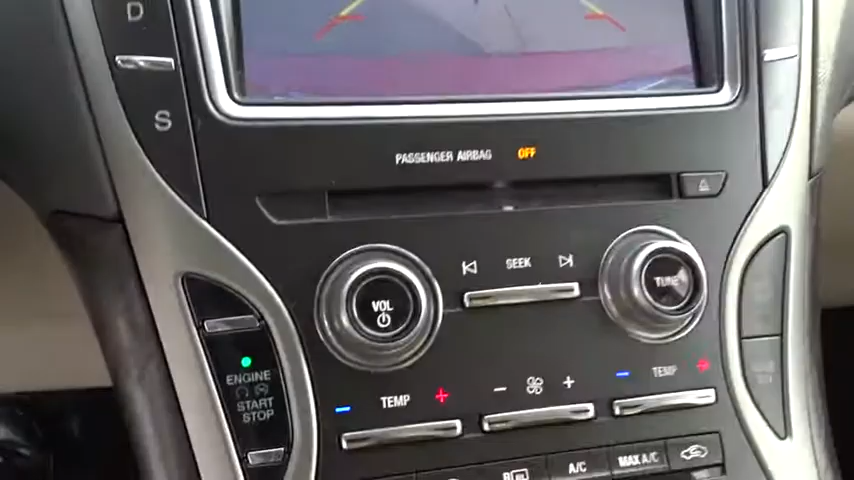 D
S
PASSENGER AIRBAG OFF
SEEK
TUNE
VOL
ENGINE
START
STOP
TEMP
- +
TEMP
R
A/C
MAX A/C